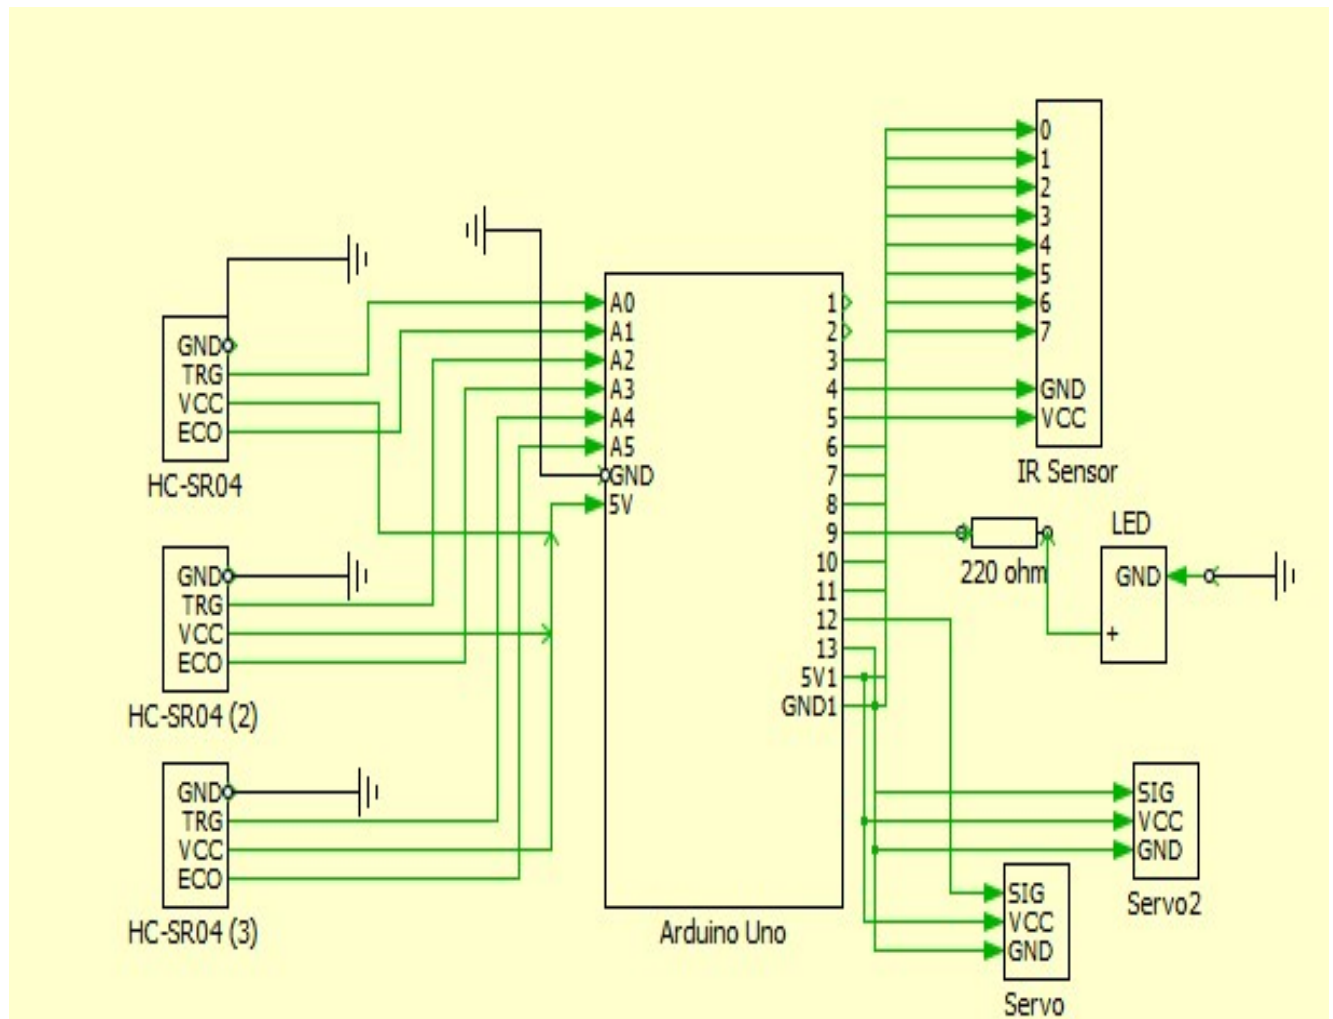 GND
TRG
VCC
ECO
HC-SR04
GND
TRG
VCC
ECO
HC-SR04 (2)
GND
TRG
VCC
ECO
HC-SR04 (3)
A0
A1
A2
A3
A4
A5
GND
5V
1
2
3
4
5
6
7
8
9
10
11
12
13
5V1
GND1
Arduino Uno
0
1
2
3
4
5
6
7
GND
VCC
IR Sensor
220 ohm
LED
GND
+
SIG
VCC
GND
Servo2
SIG
VCC
GND
Servo